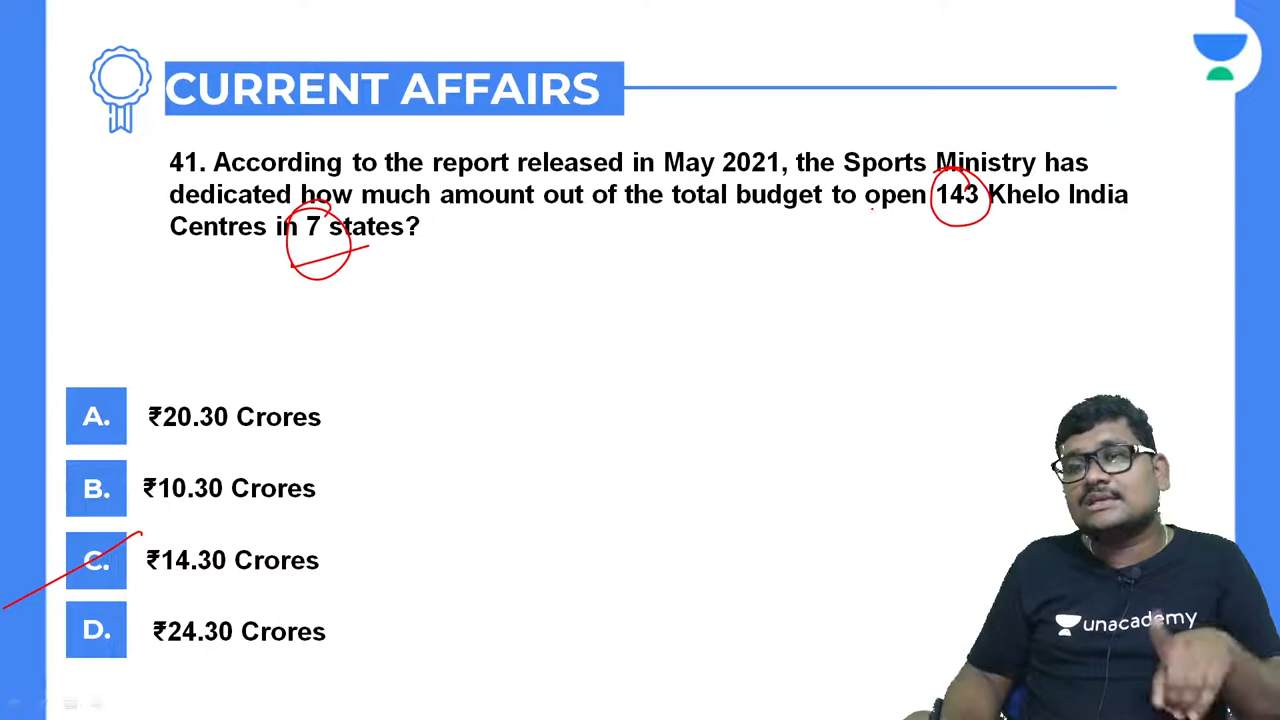 CURRENT AFFAIRS
41. According to the report released in May 2021, the Sports Ministry has
dedicated how much amount out of the total budget to open 143 Khelo India
Centres in 7 states?
A. ₹20.30 Crores
B. ₹10.30 Crores
C. ₹14.30 Crores
D. ₹24.30 Crores
unacademy